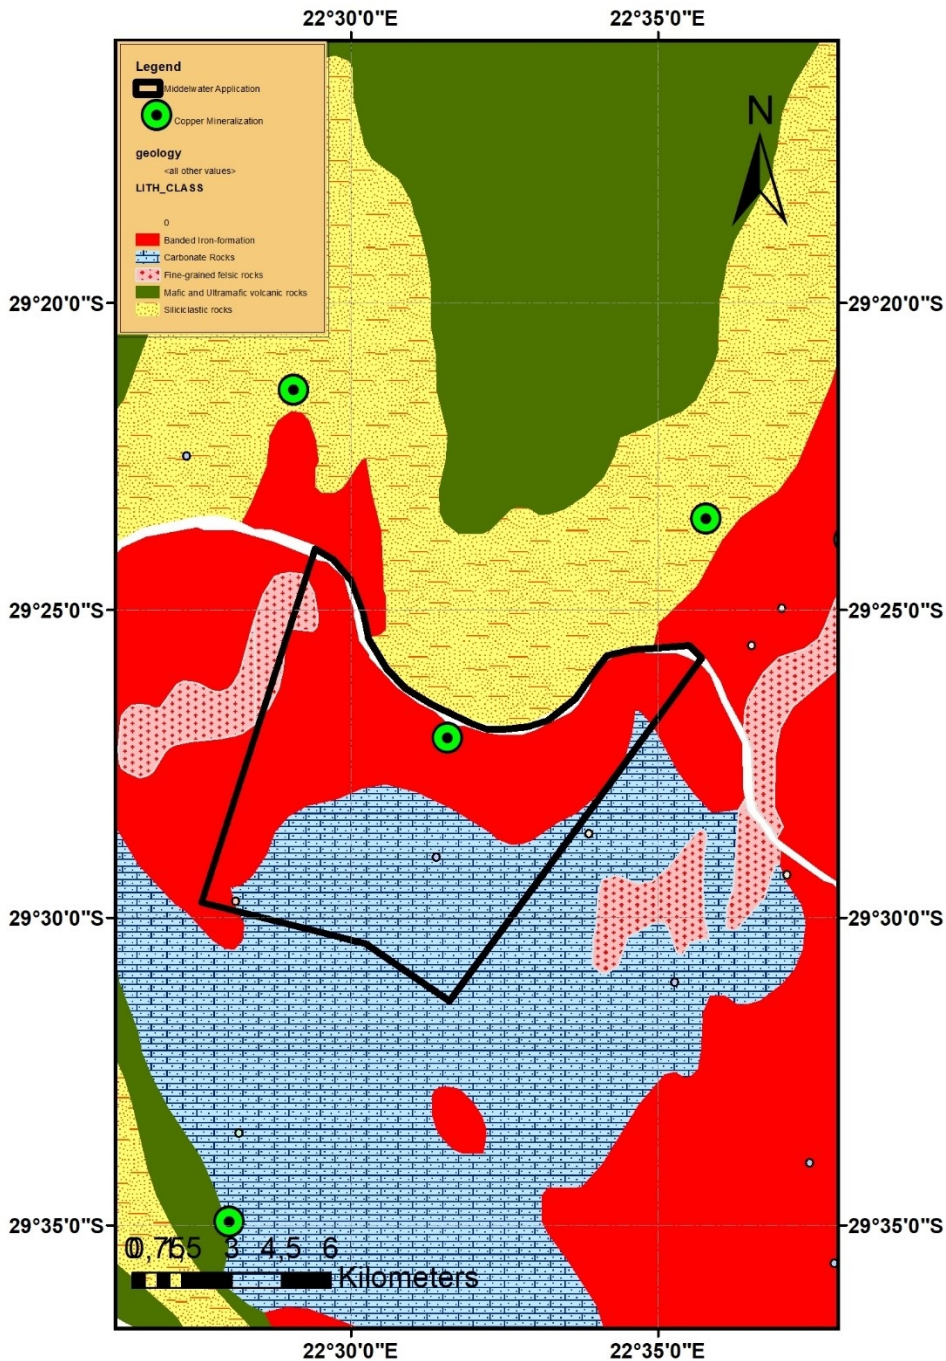 22°30'0"E 22°35'0"E
Legend
Middelwater Application
Copper Mineralization
geology
<all other values>
LITH_CLASS
0
Banded Iron-formation
Carbonate Rocks
Fine-grained felsic rocks
Mafic and Ultramafic volcanic rocks
Siliciclastic rocks
N
29°20'0"S 29°20'0"S
29°25'0"S 29°25'0"S
29°30'0"S 29°30'0"S
29°35'0"S 29°35'0"S
3 4,5 6
Kilometers
22°30'0"E 22°35'0"E